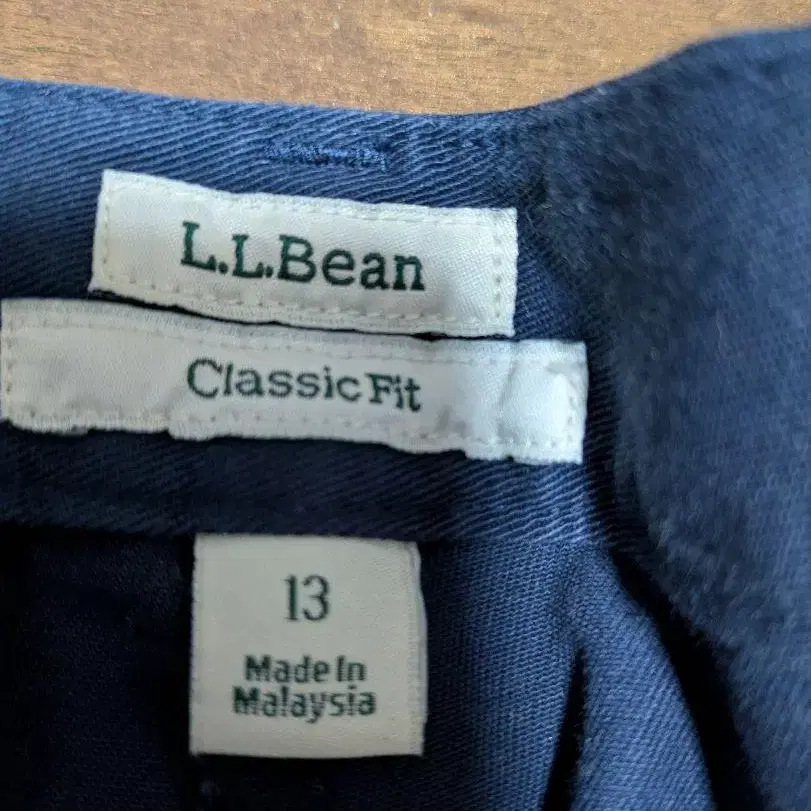 L.L.Bean
Classic Fit
13
Made In
Malaysia